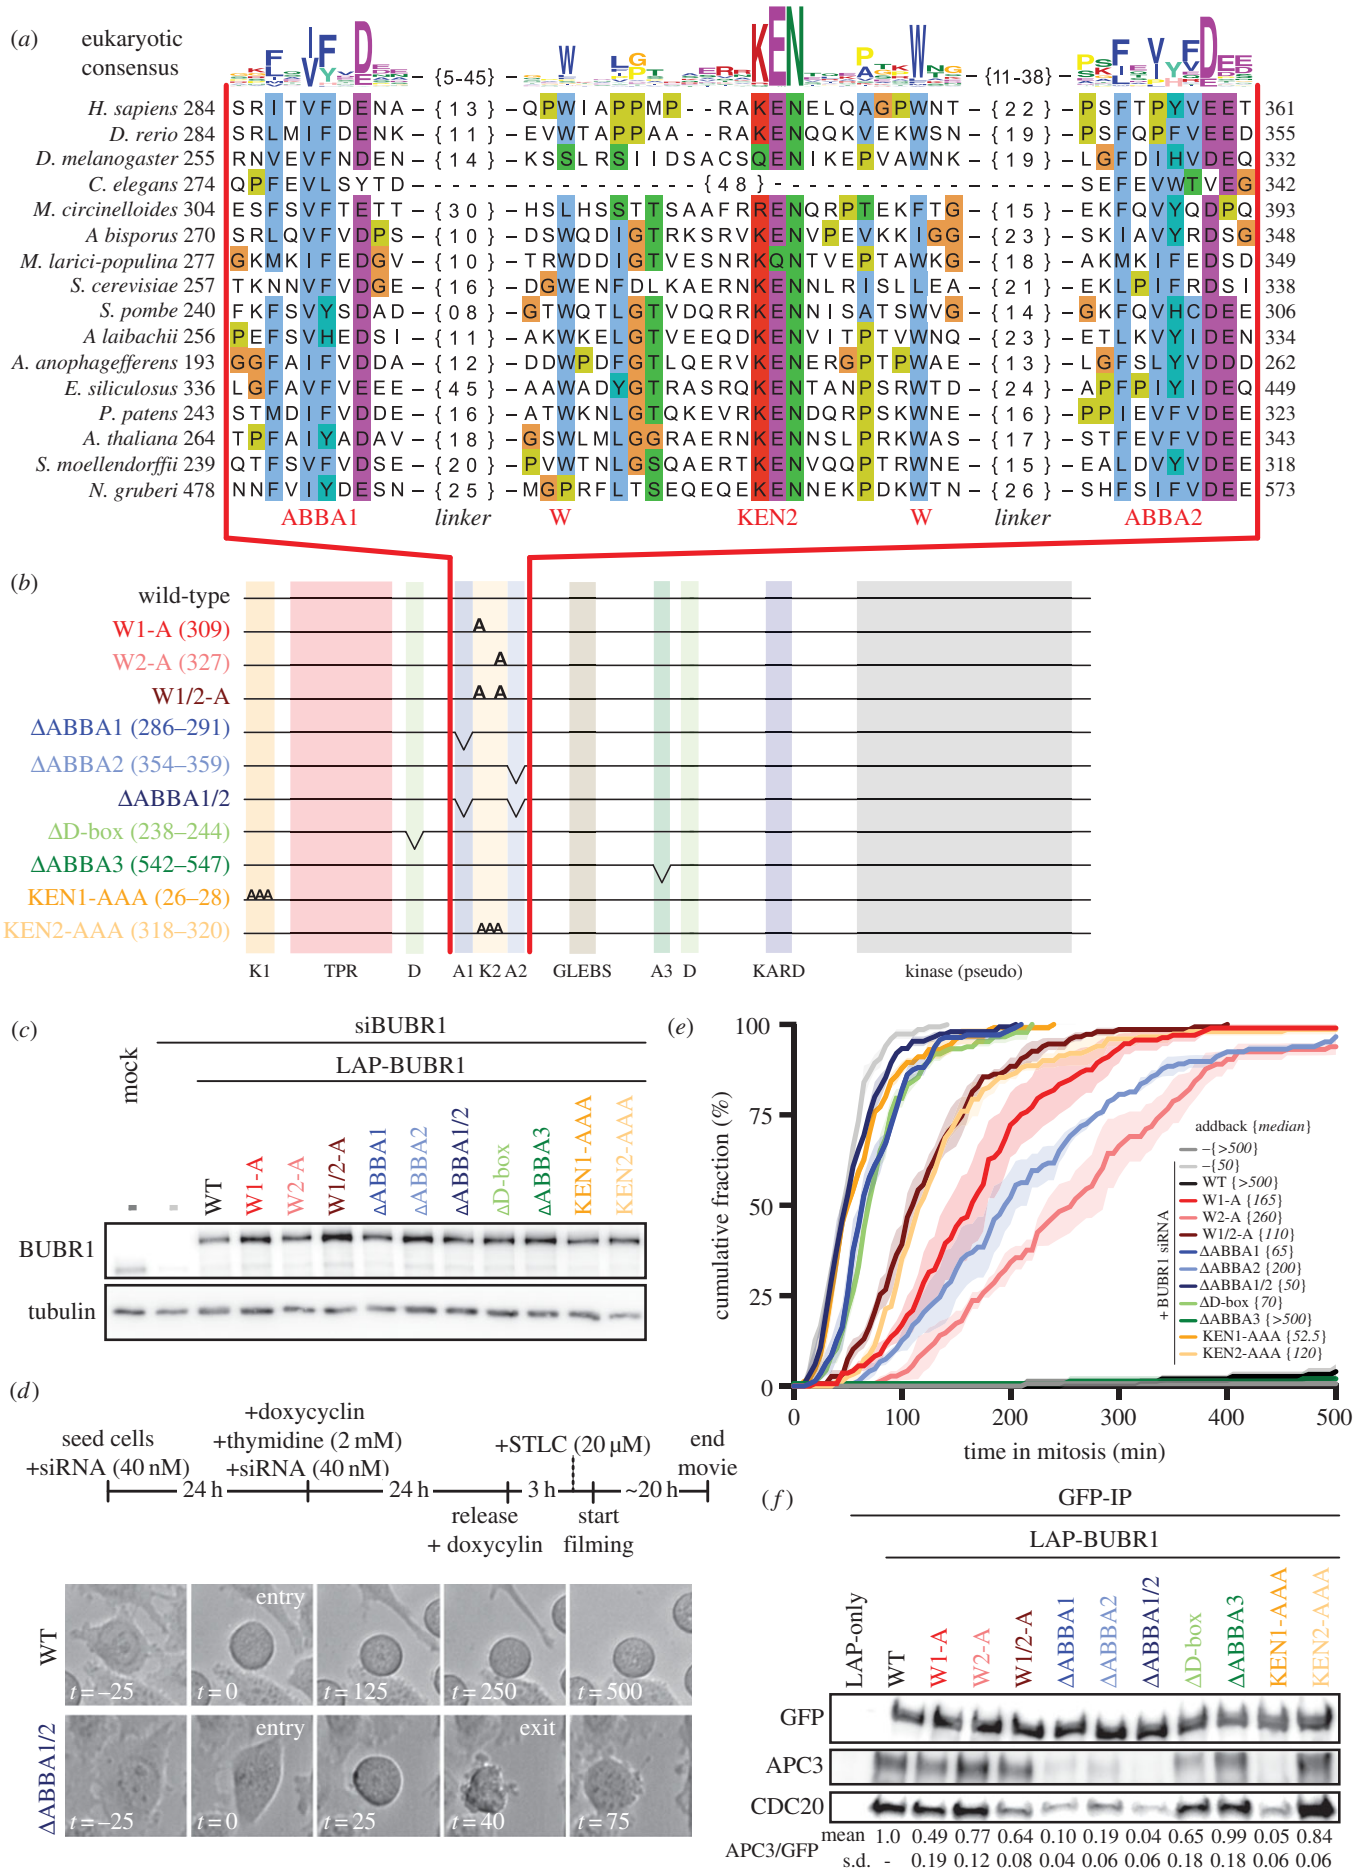 (a) eukaryotic consensus –{5-45}– –{11-38}–
H. sapiens 284 SRITVFDENA –{13}– QPWIAPPMP--RAKENELQAGPWNT –{22}– PSFTPYVEET 361
D. rerio 284 SRLMIFDENK –{11}– EVWTAPPAA--RAKENQQKVEKWSN –{19}– PSFQPFVEED 355
D. melanogaster 255 RNVEVFNDEN –{14}– KSSLRSIIDSACSQENIKEPVAWNK –{19}– LGFDIHVDEQ 332
C. elegans 274 QPFEVLSYTD – – – – – – – – – – – {48} – – – – – – – – – – – SEFEVWTVEG 342
M. circinelloides 304 ESFSVFTETT –{30}– HSLHSSTTSAAFRRENQRPTEKFTG –{15}– EKFQVYQDPQ 393
A bisporus 270 SRLQVFVDPS –{10}– DSWQDIGTRKSRVKENVPEVKKIGG –{23}– SKIAVYRDSG 348
M. larici-populina 277 GKMKIFEDGV –{10}– TRWDDIGTVESNRKQNTVEPTAWKG –{18}– AKMKIFEDSD 349
S. cerevisiae 257 TKNNVFVDGE –{16}– DGWENFDLKAERNKENNLRISLLEA –{21}– EKLPIFRDSI 338
S. pombe 240 FKFSVYSDAD –{08}– GTWQTLGTVDQRRKENNISATSWVG –{14}– GKFQVHCDEE 306
A laibachii 256 PEFSVHEDSI –{11}– AKWKELGTVEEQDKENVITPTVWNQ –{23}– ETLKVYIDEN 334
A. anophagefferens 193 GGFAIFVDDA –{12}– DDWPDFGTLQERVKENERGPTPWAE –{13}– LGFSLYVDDD 262
E. siliculosus 336 LGFAVFVEEE –{45}– AAWADYGTRASRQKENTANPSRWTD –{24}– APFPIYIDEQ 449
P. patens 243 STMDIFVDDE –{16}– ATWKNLGTQKEVRKENDQRPSKWNE –{16}– PPIEVFVDEE 323
A. thaliana 264 TPFAIYADAV –{18}– GSWLMLGGRAERNKENNSLPRKWAS –{17}– STFEVFVDEE 343
S. moellendorffii 239 QTFSVFVDSE –{20}– PVWTNLGSQAERTKENVQQPTRWNE –{15}– EALDVYVDEE 318
N. gruberi 478 NNFVIYDESN –{25}– MGPRFLTSEQEQEKENNEKPDKWTN –{26}– SHFSIFVDEE 573
ABBA1 linker W KEN2 W linker ABBA2
(b)
wild-type
W1-A (309) A
W2-A (327) A
W1/2-A A A
ΔABBA1 (286–291)
ΔABBA2 (354–359)
ΔABBA1/2
ΔD-box (238–244)
ΔABBA3 (542–547)
KEN1-AAA (26–28) AAA
KEN2-AAA (318–320) AAA
K1 TPR D A1 K2 A2 GLEBS A3 D KARD kinase (pseudo)
(c)
siBUBR1
LAP-BUBR1
mock
- - WT W1-A W2-A W1/2-A ΔABBA1 ΔABBA2 ΔABBA1/2 ΔD-box ΔABBA3 KEN1-AAA KEN2-AAA
BUBR1
tubulin
(d)
seed cells +siRNA (40 nM)
+doxycyclin +thymidine (2 mM) +siRNA (40 nM)
+STLC (20 µM)
end movie
24 h 24 h 3 h ~20 h
release + doxycylin
start filming
WT
entry
t = –25 t = 0 t = 125 t = 250 t = 500
ΔABBA1/2
entry exit
t = –25 t = 0 t = 25 t = 40 t = 75
(e)
cumulative fraction (%)
100
75
50
25
0
0 100 200 300 400 500
time in mitosis (min)
addback {median}
–{>500}
–{50}
WT {>500}
W1-A {165}
W2-A {260}
W1/2-A {110}
ΔABBA1 {65}
ΔABBA2 {200}
ΔABBA1/2 {50}
ΔD-box {70}
ΔABBA3 {>500}
KEN1-AAA {52.5}
KEN2-AAA {120}
+ BUBR1 siRNA
(f)
GFP-IP
LAP-BUBR1
LAP-only WT W1-A W2-A W1/2-A ΔABBA1 ΔABBA2 ΔABBA1/2 ΔD-box ΔABBA3 KEN1-AAA KEN2-AAA
GFP
APC3
CDC20
APC3/GFP
mean 1.0 0.49 0.77 0.64 0.10 0.19 0.04 0.65 0.99 0.05 0.84
s.d. - 0.19 0.12 0.08 0.04 0.06 0.06 0.18 0.18 0.06 0.06